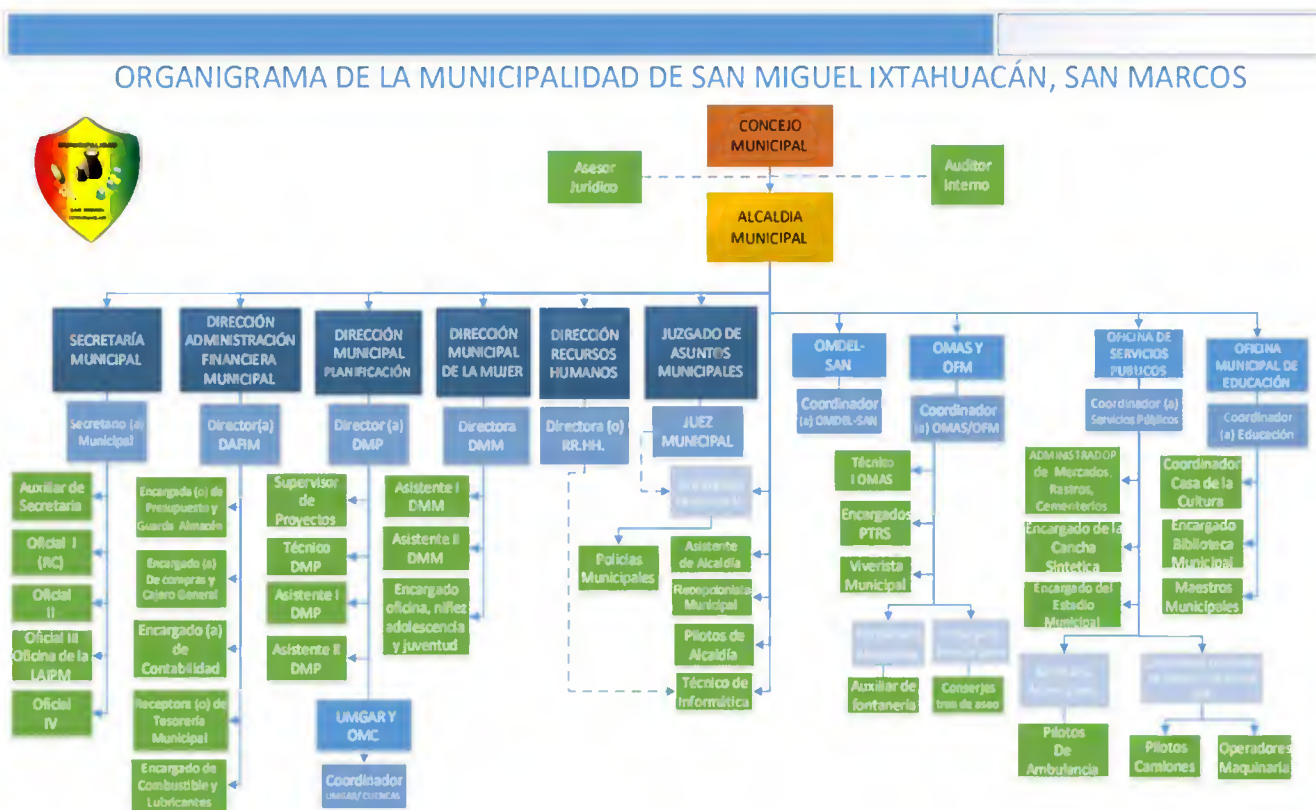 ORGANIGRAMA DE LA MUNICIPALIDAD DE SAN MIGUEL IXTAHUACÁN, SAN MARCOS
CONCEJO
MUNICIPAL
Asesor
Jurídico
Auditor
Interno
ALCALDIA
MUNICIPAL
SECRETARÍA
MUNICIPAL
DIRECCIÓN
ADMINISTRACIÓN
FINANCIERA
MUNICIPAL
DIRECCIÓN
MUNICIPAL
PLANIFICACIÓN
DIRECCIÓN
MUNICIPAL
DE LA MUJER
DIRECCIÓN
RECURSOS
HUMANOS
JUZGADO DE
ASUNTOS
MUNICIPALES
OMDEL-
SAN
OMAS Y
OFM
OFICINA DE
SERVICIOS
PUBLICOS
OFICINA
MUNICIPAL DE
EDUCACIÓN
Secretario (a)
Municipal
Director(a)
DAFIM
Director (a)
DMP
Directora
DMM
Directora (o)
RR.HH.
JUEZ
MUNICIPAL
Coordinador
(a) OMDEL-SAN
Coordinador
(a) OMAS/OFM
Coordinador (a)
Servicios Públicos
Coordinador
(a) Educación
Auxiliar de
Secretaria
Oficial I
(RC)
Oficial
II
Oficial III
Oficina de la
LAIPM
Oficial
IV
Encargada (o) de
Presupuesto y
Guarda Almacén
Encargado (a)
De compras y
Cajero General
Encargado (a)
de
Contabilidad
Receptora (o) de
Tesorería
Municipal
Encargado de
Combustible y
Lubricantes
Supervisor
de
Proyectos
Técnico
DMP
Asistente I
DMP
Asistente II
DMP
UMGAR Y
OMC
Coordinador
UMGAR/ CUENCAS
Asistente I
DMM
Asistente II
DMM
Encargado
oficina, niñez
adolescencia
y juventud
Policías
Municipales
Asistente
de Alcaldía
Recepcionista
Municipal
Pilotos de
Alcaldía
Técnico de
Informática
Técnico
I OMAS
Encargados
PTRS
Viverista
Municipal
Auxiliar de
fontanería
Conserjes
tren de aseo
ADMINISTRADOR
de Mercados,
Rastros,
Cementerios
Encargado de la
Cancha
Sintetica
Encargado del
Estadio
Municipal
Pilotos
De
Ambulancia
Pilotos
Camiones
Operadores
Maquinaria
Coordinador
Casa de la
Cultura
Encargado
Biblioteca
Municipal
Maestros
Municipales